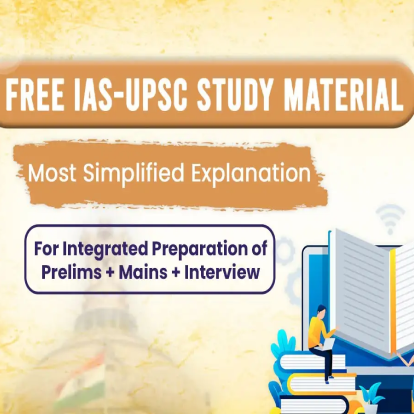 FREE IAS-UPSC STUDY MATERIAL
Most Simplified Explanation
For Integrated Preparation of
Prelims + Mains + Interview